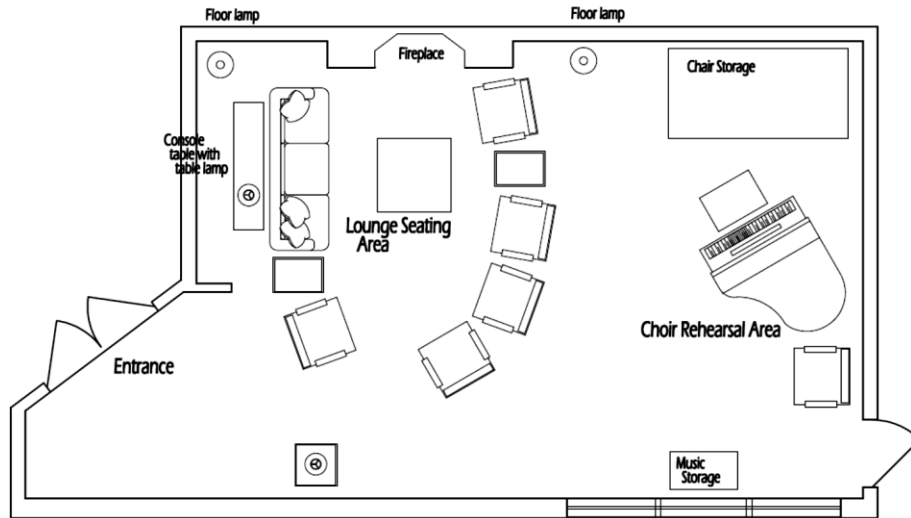 Floor lamp
Floor lamp
Fireplace
Chair Storage
Console
table with
table lamp
Lounge Seating
Area
Choir Rehearsal Area
Entrance
Music
Storage